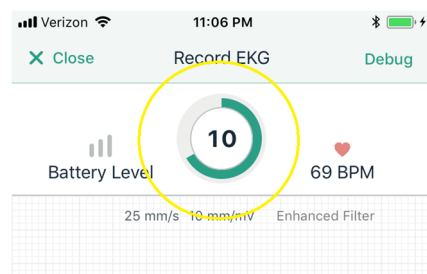 Verizon 11:06 PM
Close Record EKG Debug
10
Battery Level 69 BPM
25 mm/s 10 mm/mV Enhanced Filter